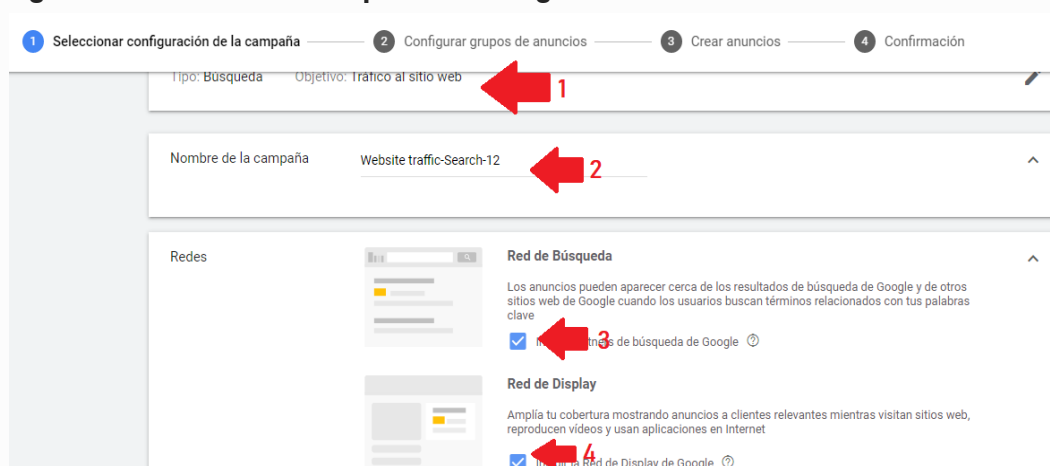 1 Seleccionar configuración de la campaña 2 Configurar grupos de anuncios 3 Crear anuncios 4 Confirmación
Tipo: Búsqueda Objetivo: Tráfico al sitio web 1
Nombre de la campaña Website traffic-Search-12 2
Redes Red de Búsqueda
Los anuncios pueden aparecer cerca de los resultados de búsqueda de Google y de otros
sitios web de Google cuando los usuarios buscan términos relacionados con tus palabras
clave
3 de búsqueda de Google
Red de Display
Amplía tu cobertura mostrando anuncios a clientes relevantes mientras visitan sitios web,
reproducen vídeos y usan aplicaciones en Internet
4 la Red de Display de Google